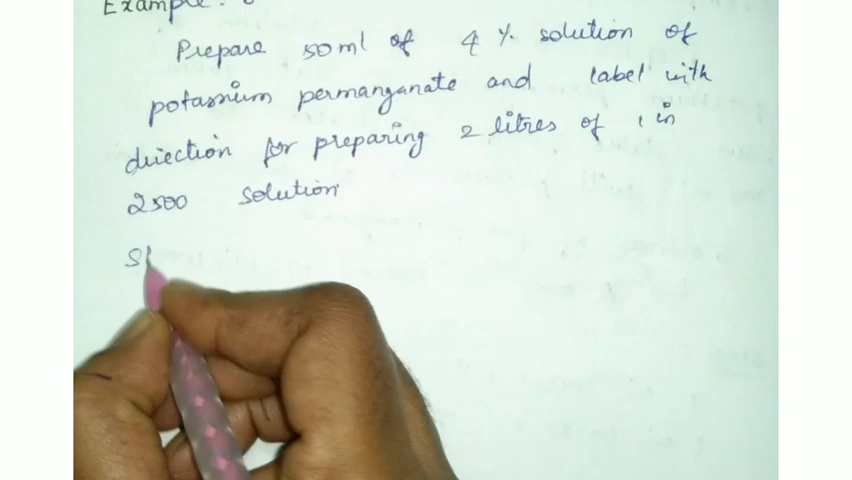 Example :
Prepare 50ml of 4 % solution of
potassium permanganate and label with
direction for preparing 2 litres of 1 in
2500 solution
St